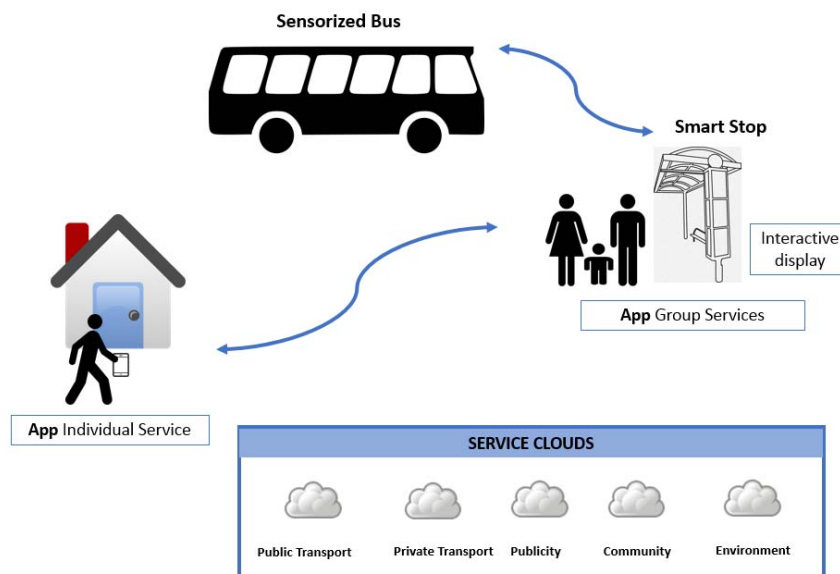 Sensorized Bus
Smart Stop
Interactive
display
App Group Services
App Individual Service
SERVICE CLOUDS
Public Transport
Private Transport
Publicity
Community
Environment